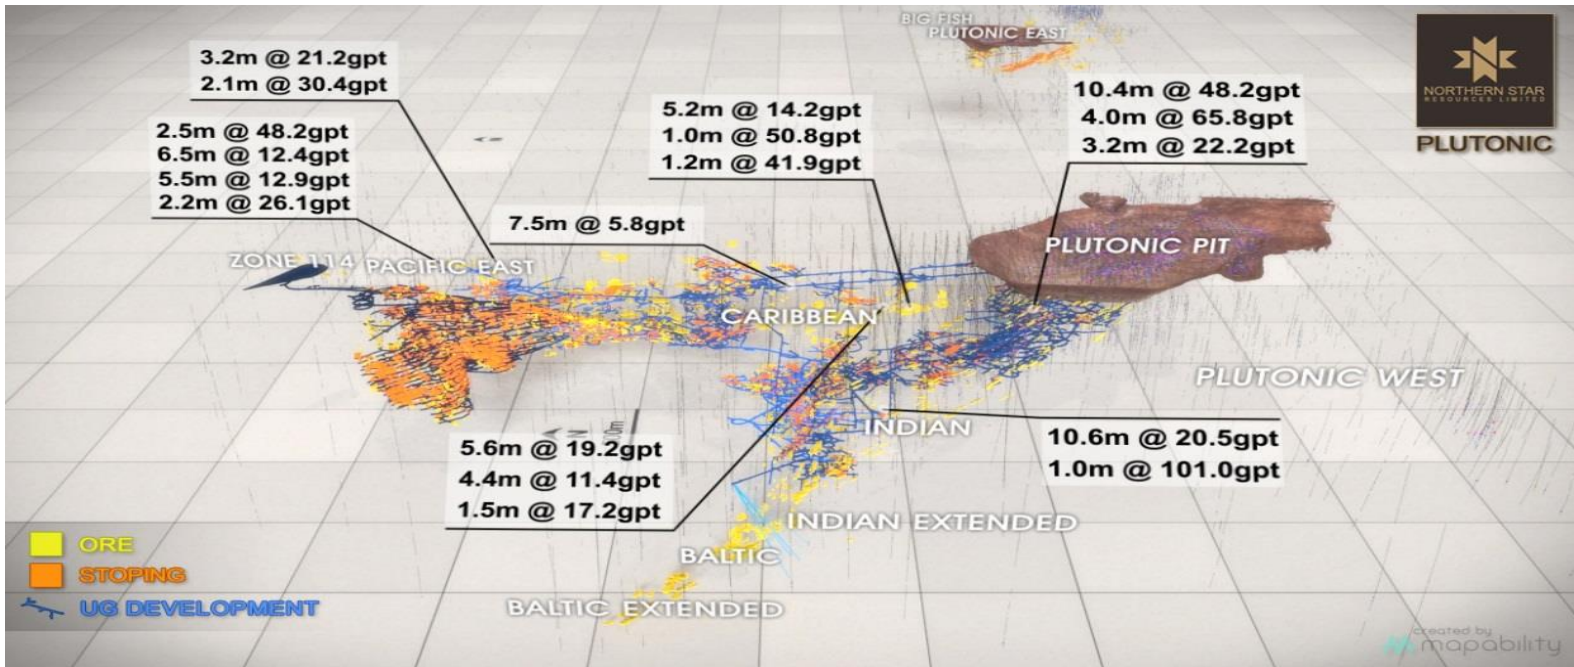 BIG FISH
PLUTONIC EAST
NORTHERN STAR
RESOURCES LIMITED
PLUTONIC
3.2m @ 21.2gpt
2.1m @ 30.4gpt
2.5m @ 48.2gpt
6.5m @ 12.4gpt
5.5m @ 12.9gpt
2.2m @ 26.1gpt
5.2m @ 14.2gpt
1.0m @ 50.8gpt
1.2m @ 41.9gpt
10.4m @ 48.2gpt
4.0m @ 65.8gpt
3.2m @ 22.2gpt
7.5m @ 5.8gpt
ZONE 114
PACIFIC EAST
PLUTONIC PIT
CARIBBEAN
PLUTONIC WEST
INDIAN
10.6m @ 20.5gpt
1.0m @ 101.0gpt
N
5.6m @ 19.2gpt
4.4m @ 11.4gpt
1.5m @ 17.2gpt
INDIAN EXTENDED
BALTIC
BALTIC EXTENDED
ORE
STOPING
UG DEVELOPMENT
created by
mapability